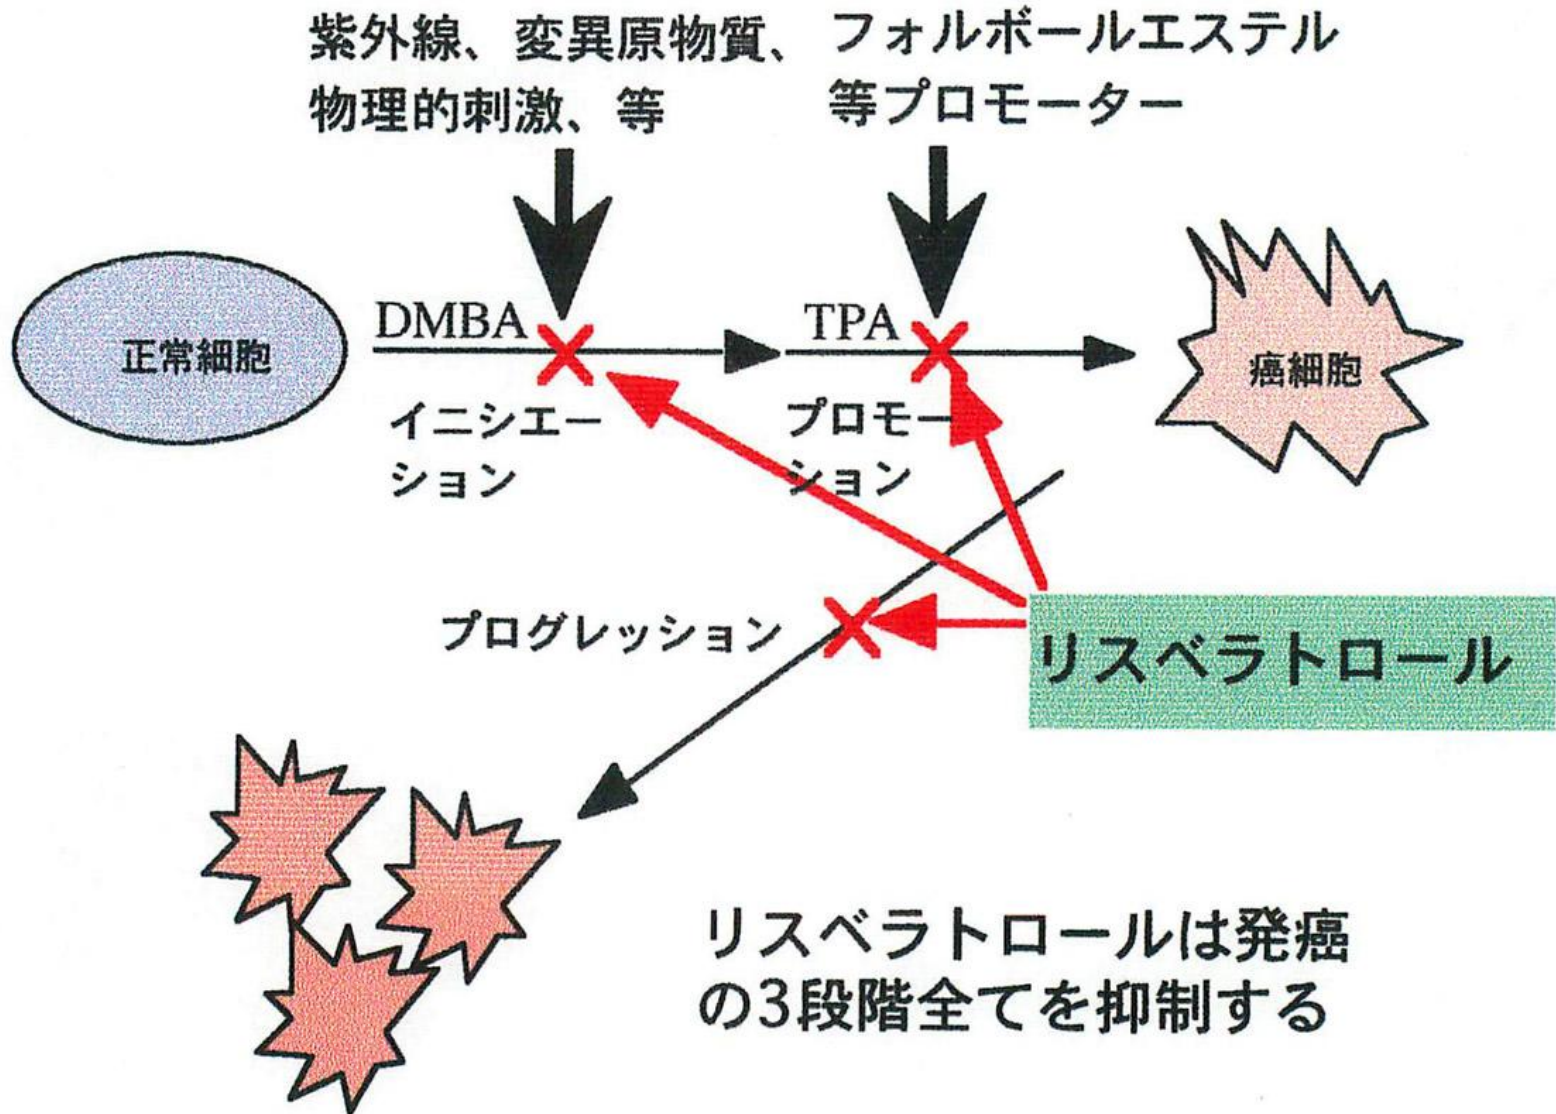 紫外線、変異原物質、
物理的刺激、等
フォルボールエステル
等プロモーター
DMBA
TPA
正常細胞
癌細胞
イニシエー
ション
プロモー
ション
プログレッション
リスベラトロール
リスベラトロールは発癌
の3段階全てを抑制する